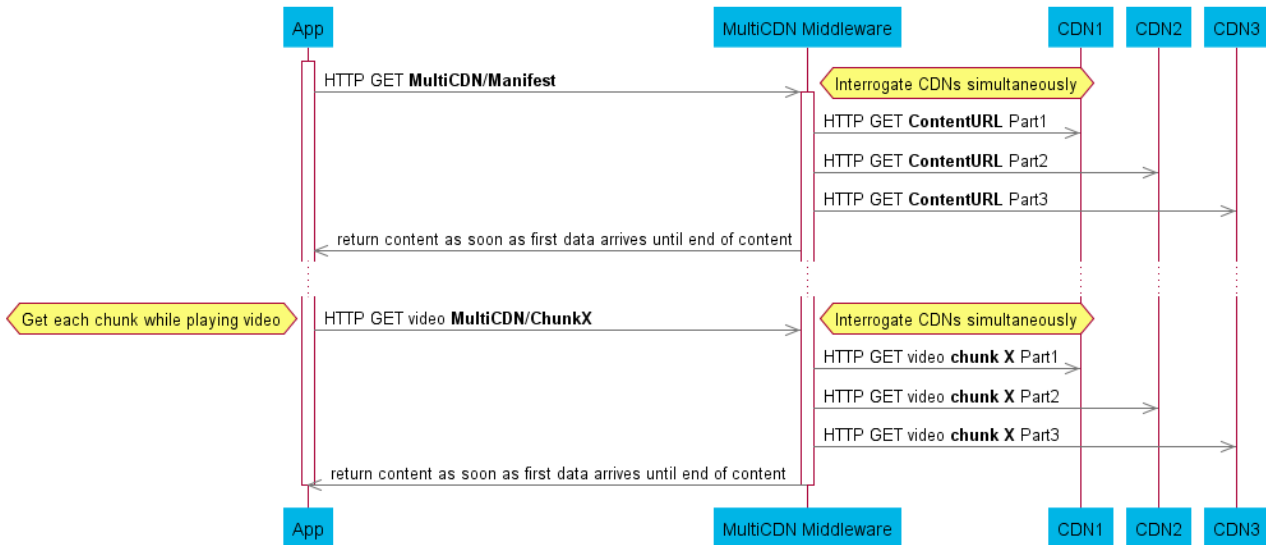 App
MultiCDN Middleware
CDN1
CDN2
CDN3
HTTP GET MultiCDN/Manifest
Interrogate CDNs simultaneously
HTTP GET ContentURL Part1
HTTP GET ContentURL Part2
HTTP GET ContentURL Part3
return content as soon as first data arrives until end of content
Get each chunk while playing video
HTTP GET video MultiCDN/ChunkX
Interrogate CDNs simultaneously
HTTP GET video chunk X Part1
HTTP GET video chunk X Part2
HTTP GET video chunk X Part3
return content as soon as first data arrives until end of content
App
MultiCDN Middleware
CDN1
CDN2
CDN3